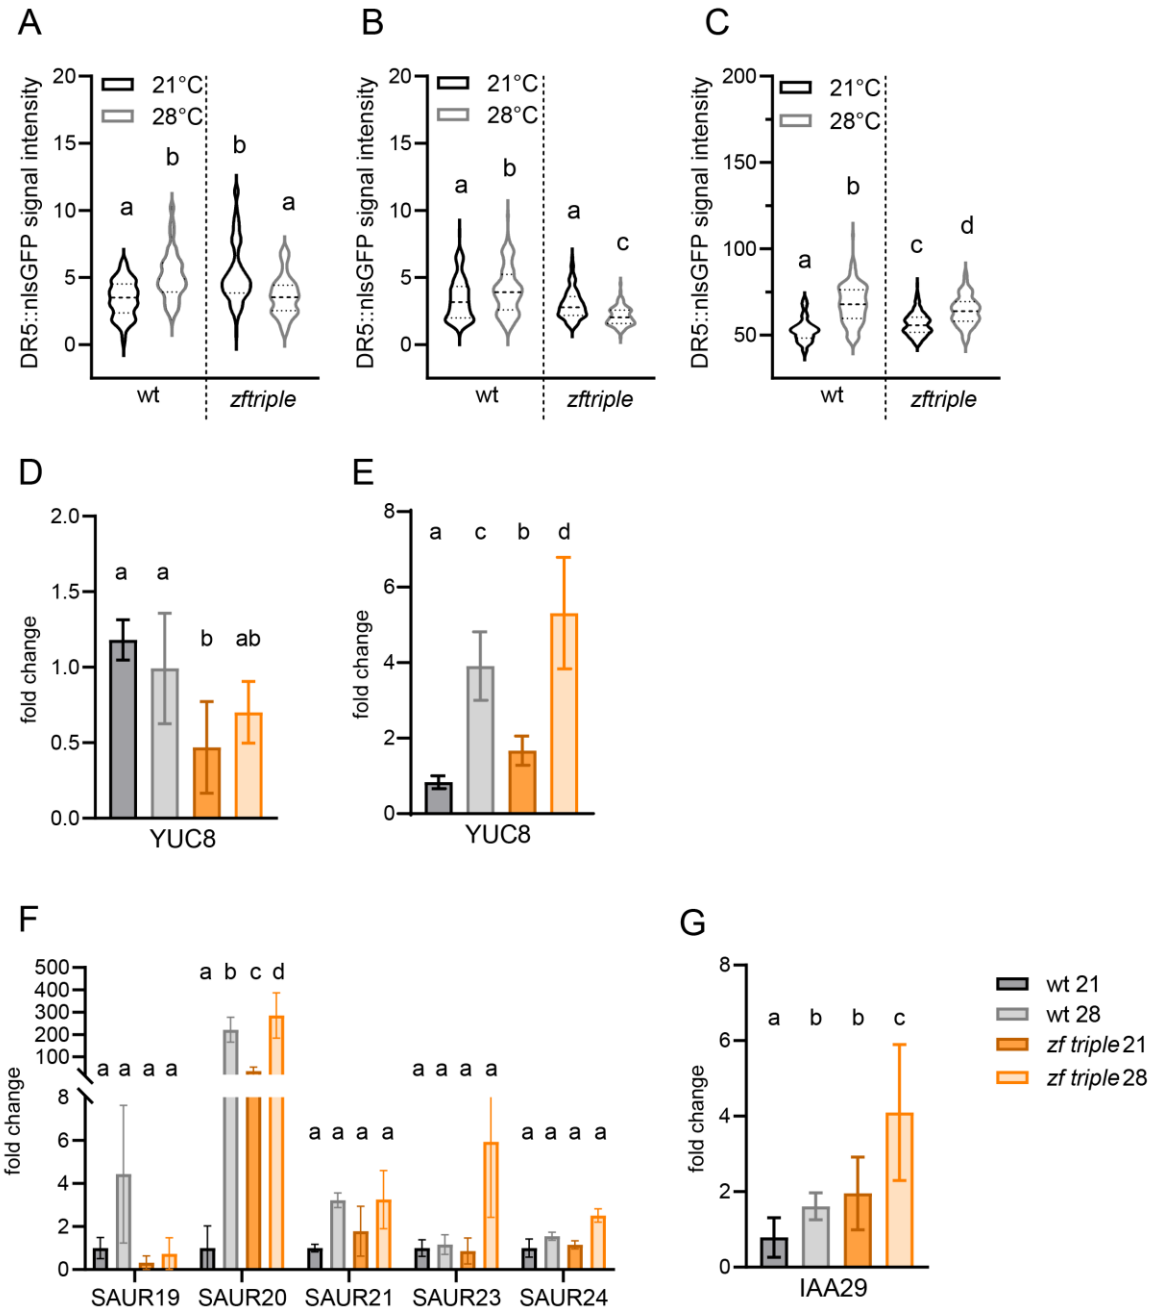 A
B
C
DR5::nlsGFP signal intensity
20
15
10
5
0
21°C
28°C
a
b
b
a
wt
zftriple
DR5::nlsGFP signal intensity
20
15
10
5
0
21°C
28°C
a
b
a
c
wt
zftriple
DR5::nlsGFP signal intensity
200
150
100
50
21°C
28°C
a
b
c
d
wt
zftriple
D
E
fold change
2.0
1.5
1.0
0.5
0.0
a a b ab
YUC8
fold change
8
6
4
2
0
a c b d
YUC8
F
G
fold change
500
400
300
200
100
8
6
4
2
0
a a a a
a b c d
a a a a
a a a a
a a a a
SAUR19 SAUR20 SAUR21 SAUR23 SAUR24
fold change
8
6
4
2
0
a b b c
IAA29
wt 21
wt 28
zf triple 21
zf triple 28